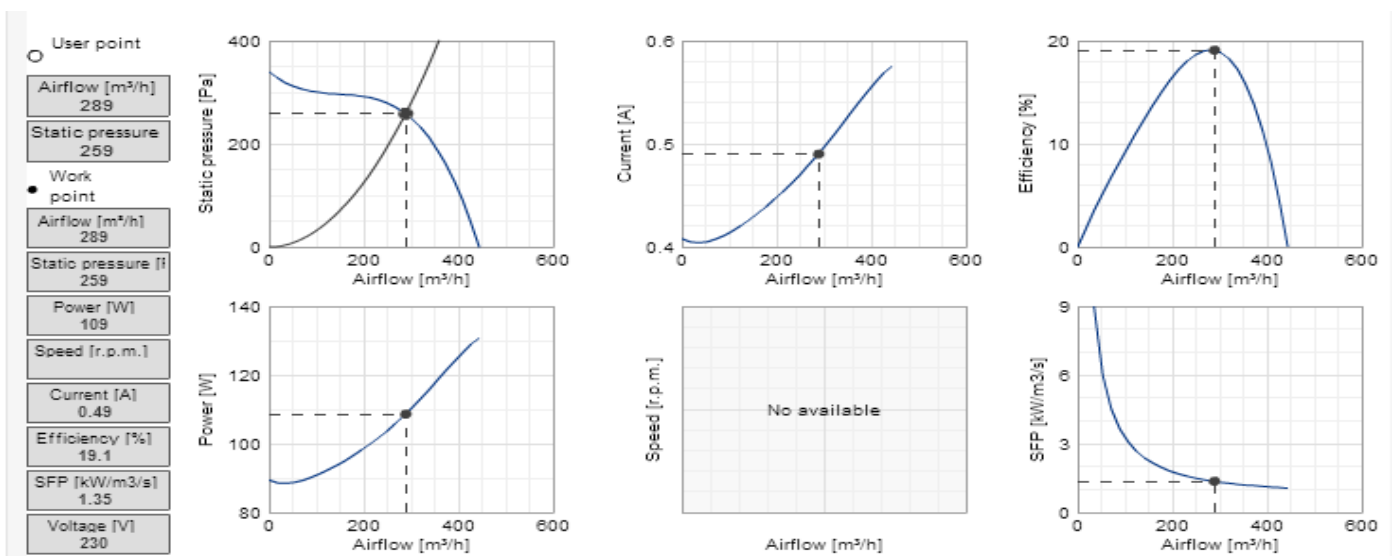 User point
Airflow [m³/h]
289
Static pressure
259
Work
point
Airflow [m³/h]
289
Static pressure [P
259
Power [W]
109
Speed [r.p.m.]
Current [A]
0.49
Efficiency [%]
19.1
SFP [kW/m3/s]
1.35
Voltage [V]
230
400
200
0
0 200 400 600
Static pressure [Pa]
Airflow [m³/h]
0.6
0.5
0.4
0 200 400 600
Current [A]
Airflow [m³/h]
20
10
0
0 200 400 600
Efficiency [%]
Airflow [m³/h]
140
120
100
80
0 200 400 600
Power [W]
Airflow [m³/h]
Speed [r.p.m.]
No available
Airflow [m³/h]
9
6
3
0
0 200 400 600
SFP [kW/m3/s]
Airflow [m³/h]